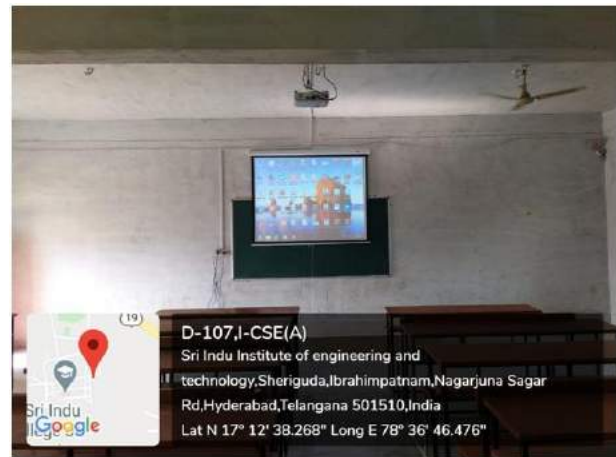 D-107,I-CSE(A)
Sri Indu Institute of engineering and
technology,Sheriguda,Ibrahimpatnam,Nagarjuna Sagar
Rd,Hyderabad,Telangana 501510,India
Lat N 17° 12' 38.268" Long E 78° 36' 46.476"
19
Sri Indu
Google